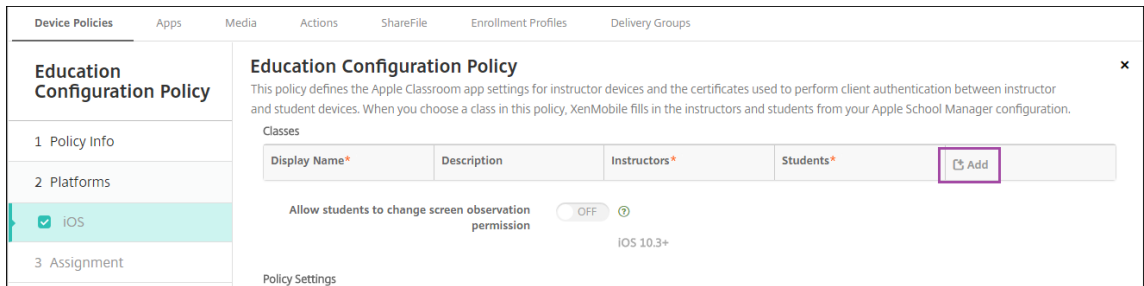 Device Policies Apps Media Actions ShareFile Enrollment Profiles Delivery Groups
Education
Configuration Policy
1 Policy Info
2 Platforms
iOS
3 Assignment
Education Configuration Policy
×
This policy defines the Apple Classroom app settings for instructor devices and the certificates used to perform client authentication between instructor
and student devices. When you choose a class in this policy, XenMobile fills in the instructors and students from your Apple School Manager configuration.
Classes
Display Name* Description Instructors* Students* Add
Allow students to change screen observation
permission
OFF ?
iOS 10.3+
Policy Settings